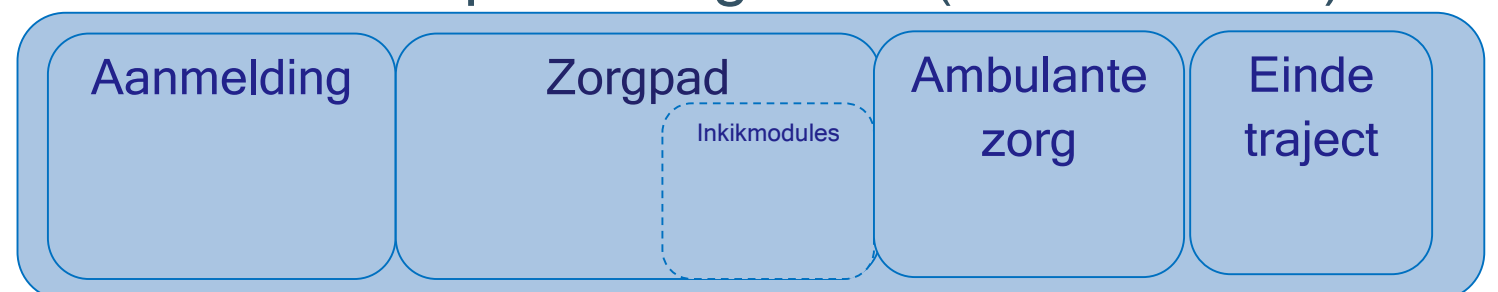 Aanmelding
Zorgpad
Inkikmodules
Ambulante
zorg
Einde
traject